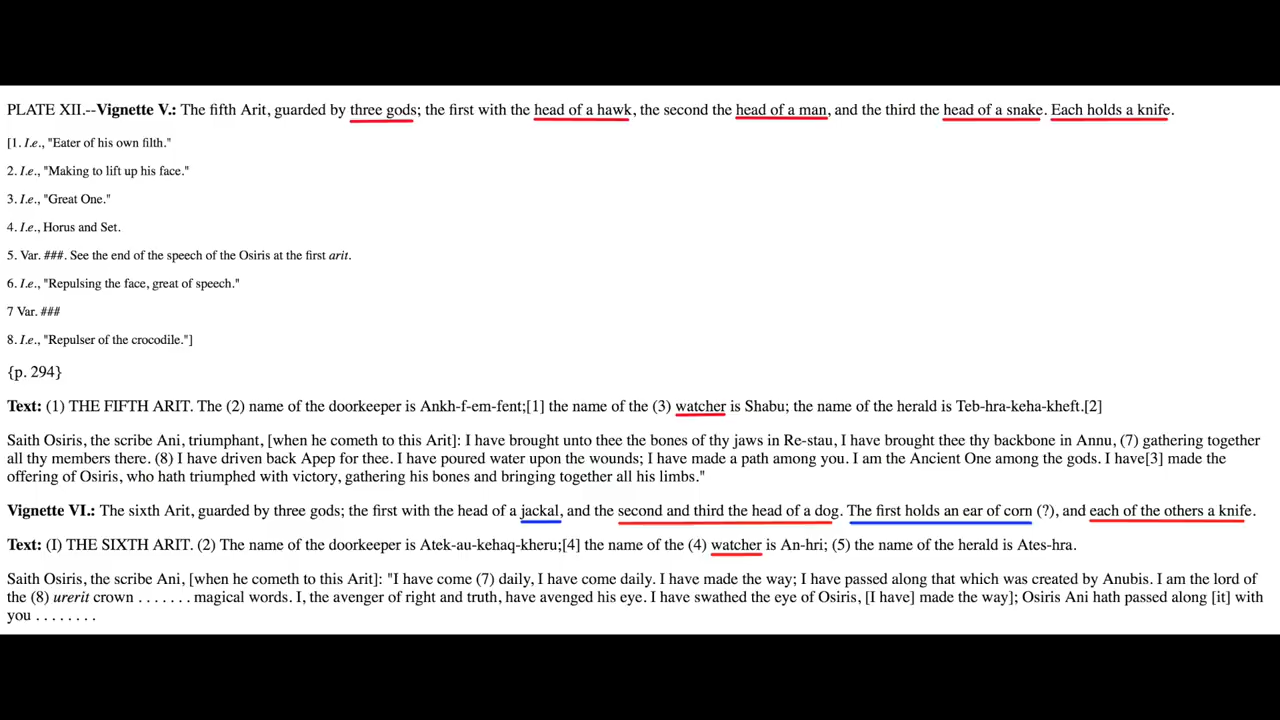 PLATE XII.--Vignette V.: The fifth Arit, guarded by three gods; the first with the head of a hawk, the second the head of a man, and the third the head of a snake. Each holds a knife.
[1. I.e., "Eater of his own filth."
2. I.e., "Making to lift up his face."
3. I.e., "Great One."
4. I.e., Horus and Set.
5. Var. ###. See the end of the speech of the Osiris at the first arit.
6. I.e., "Repulsing the face, great of speech."
7 Var. ###
8. I.e., "Repulser of the crocodile."]
{p. 294}
Text: (1) THE FIFTH ARIT. The (2) name of the doorkeeper is Ankh-f-em-fent;[1] the name of the (3) watcher is Shabu; the name of the herald is Teb-hra-keha-kheft.[2]
Saith Osiris, the scribe Ani, triumphant, [when he cometh to this Arit]: I have brought unto thee the bones of thy jaws in Re-stau, I have brought thee thy backbone in Annu, (7) gathering together
all thy members there. (8) I have driven back Apep for thee. I have poured water upon the wounds; I have made a path among you. I am the Ancient One among the gods. I have[3] made the
offering of Osiris, who hath triumphed with victory, gathering his bones and bringing together all his limbs."
Vignette VI.: The sixth Arit, guarded by three gods; the first with the head of a jackal, and the second and third the head of a dog. The first holds an ear of corn (?), and each of the others a knife.
Text: (I) THE SIXTH ARIT. (2) The name of the doorkeeper is Atek-au-kehaq-kheru;[4] the name of the (4) watcher is An-hri; (5) the name of the herald is Ates-hra.
Saith Osiris, the scribe Ani, [when he cometh to this Arit]: "I have come (7) daily, I have come daily. I have made the way; I have passed along that which was created by Anubis. I am the lord of
the (8) urerit crown . . . . . . . magical words. I, the avenger of right and truth, have avenged his eye. I have swathed the eye of Osiris, [I have] made the way]; Osiris Ani hath passed along [it] with
you . . . . . . . .